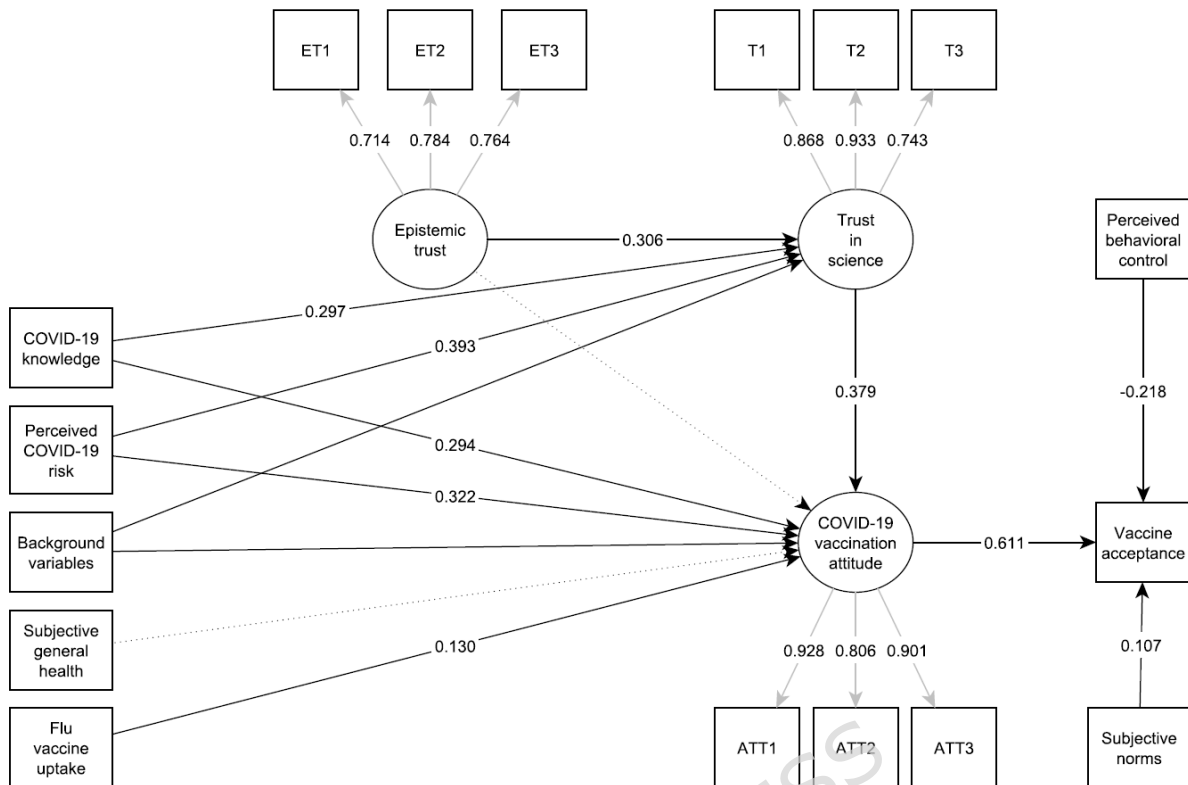 ET1
ET2
ET3
T1
T2
T3
0.714
0.784
0.764
0.868
0.933
0.743
Epistemic
trust
0.306
Trust
in
science
Perceived
behavioral
control
0.297
COVID-19
knowledge
0.393
0.379
-0.218
Perceived
COVID-19
risk
0.294
0.322
Background
variables
COVID-19
vaccination
attitude
0.611
Vaccine
acceptance
Subjective
general
health
0.130
0.928
0.806
0.901
0.107
Flu
vaccine
uptake
ATT1
ATT2
ATT3
Subjective
norms